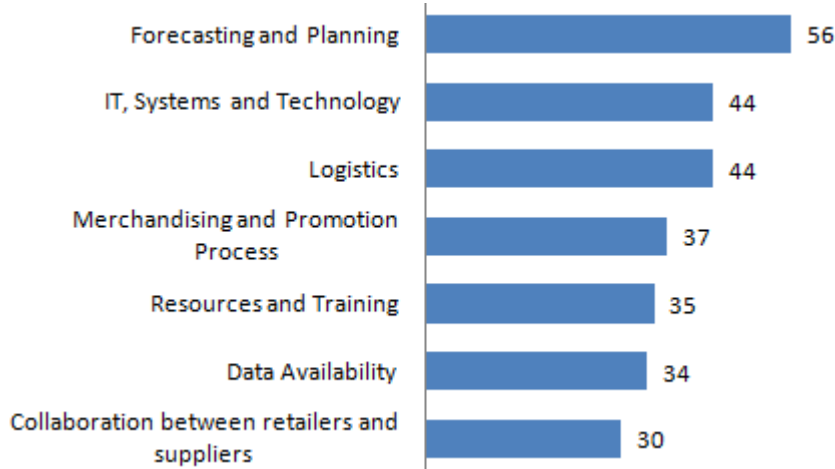 Forecasting and Planning 56
IT, Systems and Technology 44
Logistics 44
Merchandising and Promotion
Process 37
Resources and Training 35
Data Availability 34
Collaboration between retailers and
suppliers 30